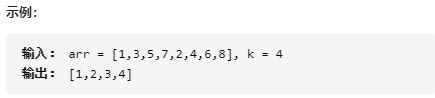 示例：
输入： arr = [1,3,5,7,2,4,6,8], k = 4
输出： [1,2,3,4]